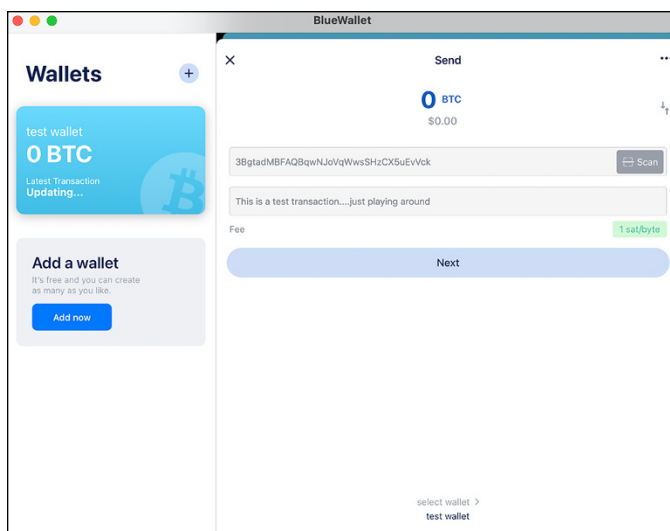 BlueWallet
Wallets
+
test wallet
0 BTC
Latest Transaction
Updating...
Add a wallet
It's free and you can create
as many as you like.
Add now
Send
0 BTC
$0.00
3BgtadMBFAQBqwNJoVqWwsSHzCX5uEvVck
Scan
This is a test transaction....just playing around
Fee
1 sat/byte
Next
select wallet >
test wallet